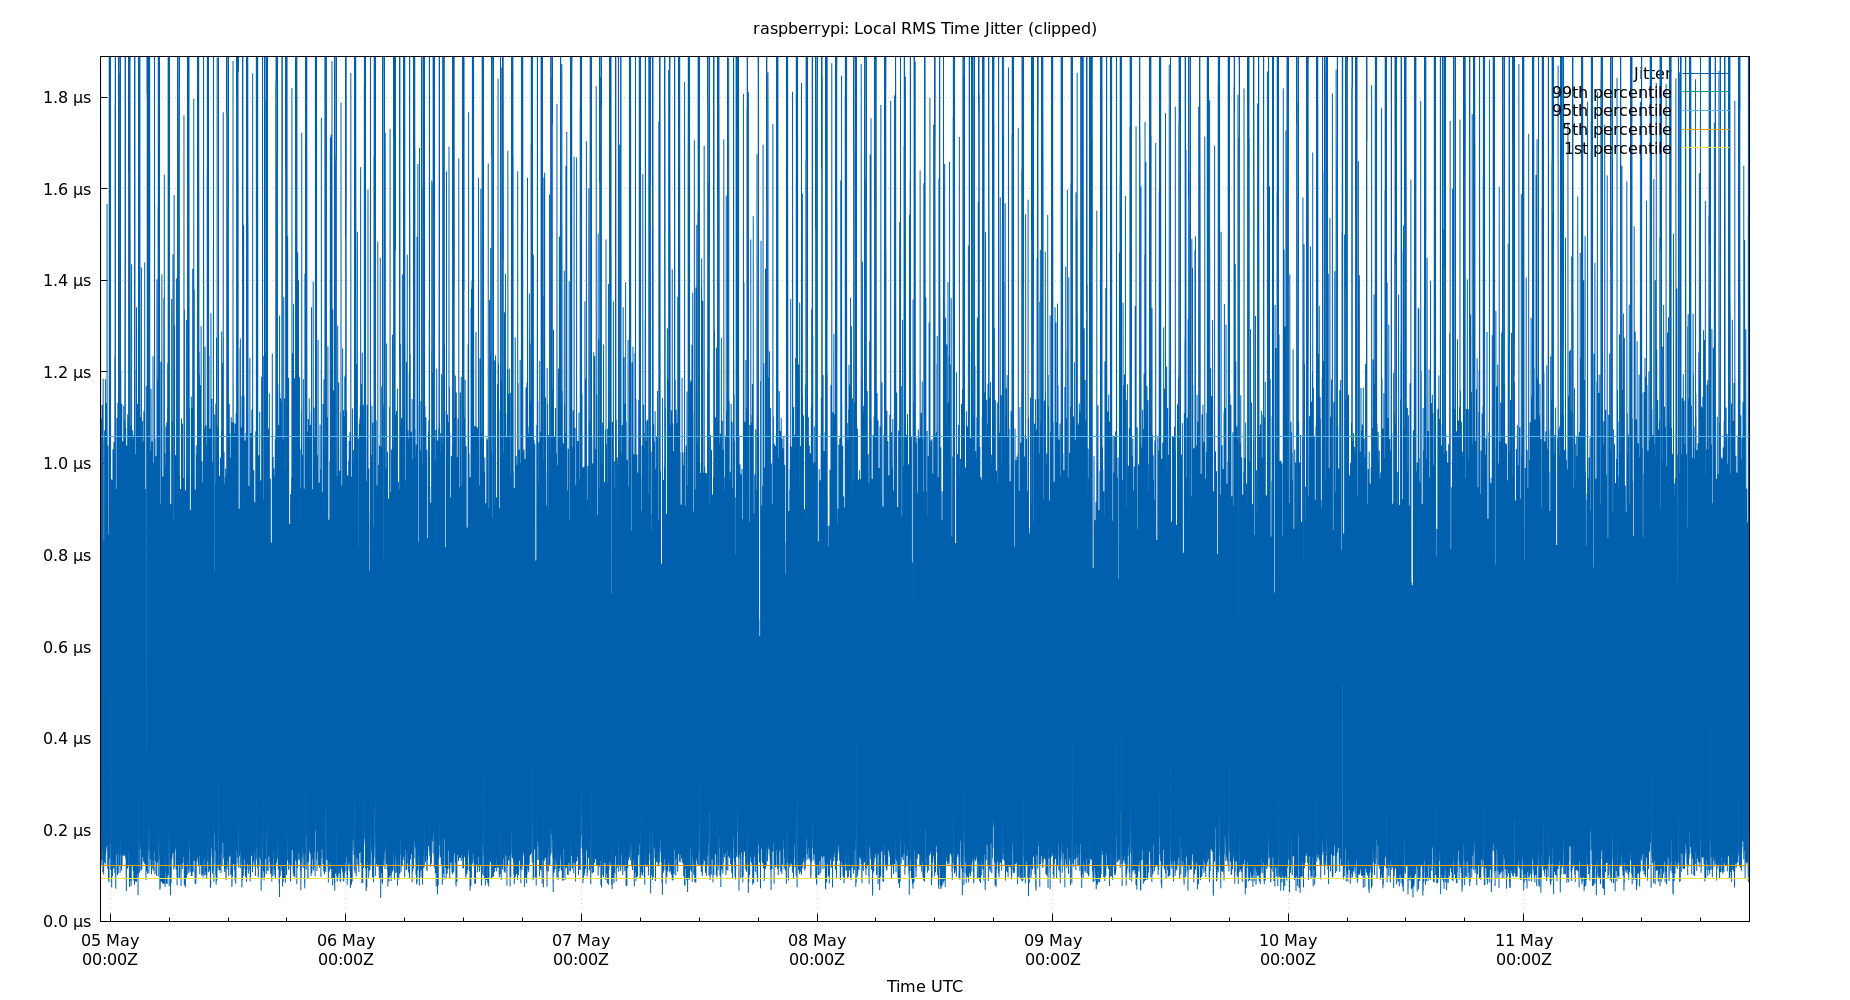 raspberrypi: Local RMS Time Jitter (clipped)
Jitter
99th percentile
95th percentile
5th percentile
1st percentile
1.8 µs
1.6 µs
1.4 µs
1.2 µs
1.0 µs
0.8 µs
0.6 µs
0.4 µs
0.2 µs
0.0 µs
05 May 06 May 07 May 08 May 09 May 10 May 11 May
00:00Z 00:00Z 00:00Z 00:00Z 00:00Z 00:00Z 00:00Z
Time UTC